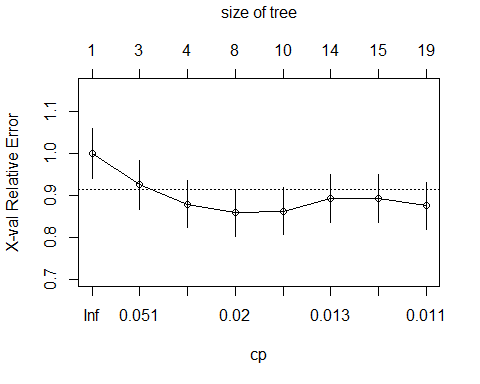 size of tree
1 3 4 8 10 14 15 19
X-val Relative Error
1.1
1.0
0.9
0.8
0.7
Inf 0.051 0.02 0.013 0.011
cp